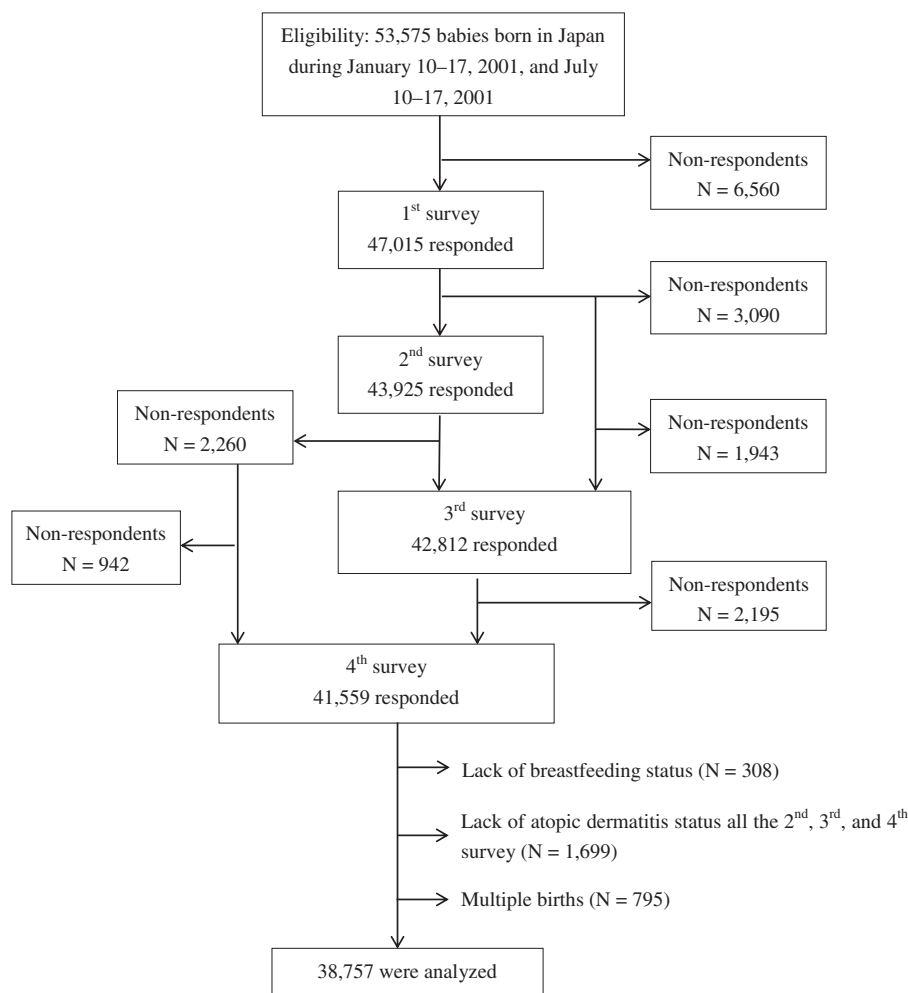 Eligibility: 53,575 babies born in Japan
during January 10–17, 2001, and July
10–17, 2001
Non-respondents
N = 6,560
1st survey
47,015 responded
Non-respondents
N = 3,090
2nd survey
43,925 responded
Non-respondents
N = 2,260
Non-respondents
N = 1,943
3rd survey
42,812 responded
Non-respondents
N = 942
Non-respondents
N = 2,195
4th survey
41,559 responded
Lack of breastfeeding status (N = 308)
Lack of atopic dermatitis status all the 2nd, 3rd, and 4th
survey (N = 1,699)
Multiple births (N = 795)
38,757 were analyzed